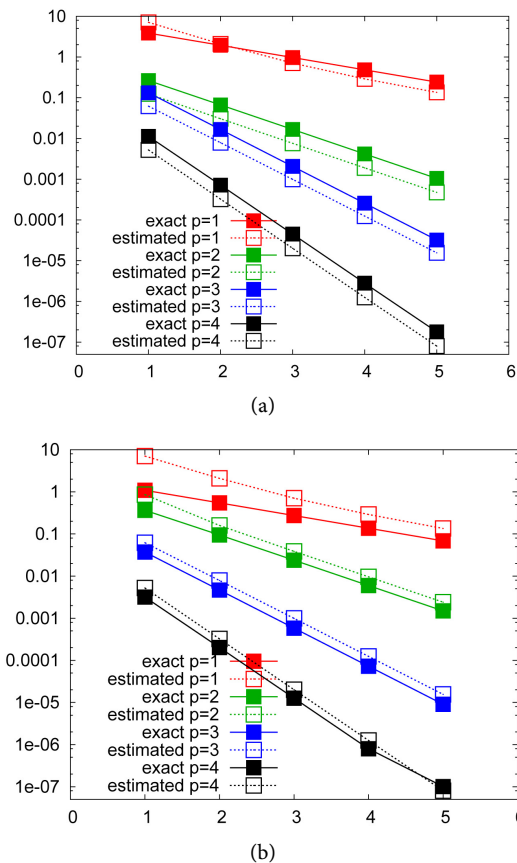 10
1
0.1
0.01
0.001
0.0001
1e-05
1e-06
1e-07
exact p=1
estimated p=1
exact p=2
estimated p=2
exact p=3
estimated p=3
exact p=4
estimated p=4
0 1 2 3 4 5 6
(a)
10
1
0.1
0.01
0.001
0.0001
1e-05
1e-06
1e-07
exact p=1
estimated p=1
exact p=2
estimated p=2
exact p=3
estimated p=3
exact p=4
estimated p=4
0 1 2 3 4 5
(b)